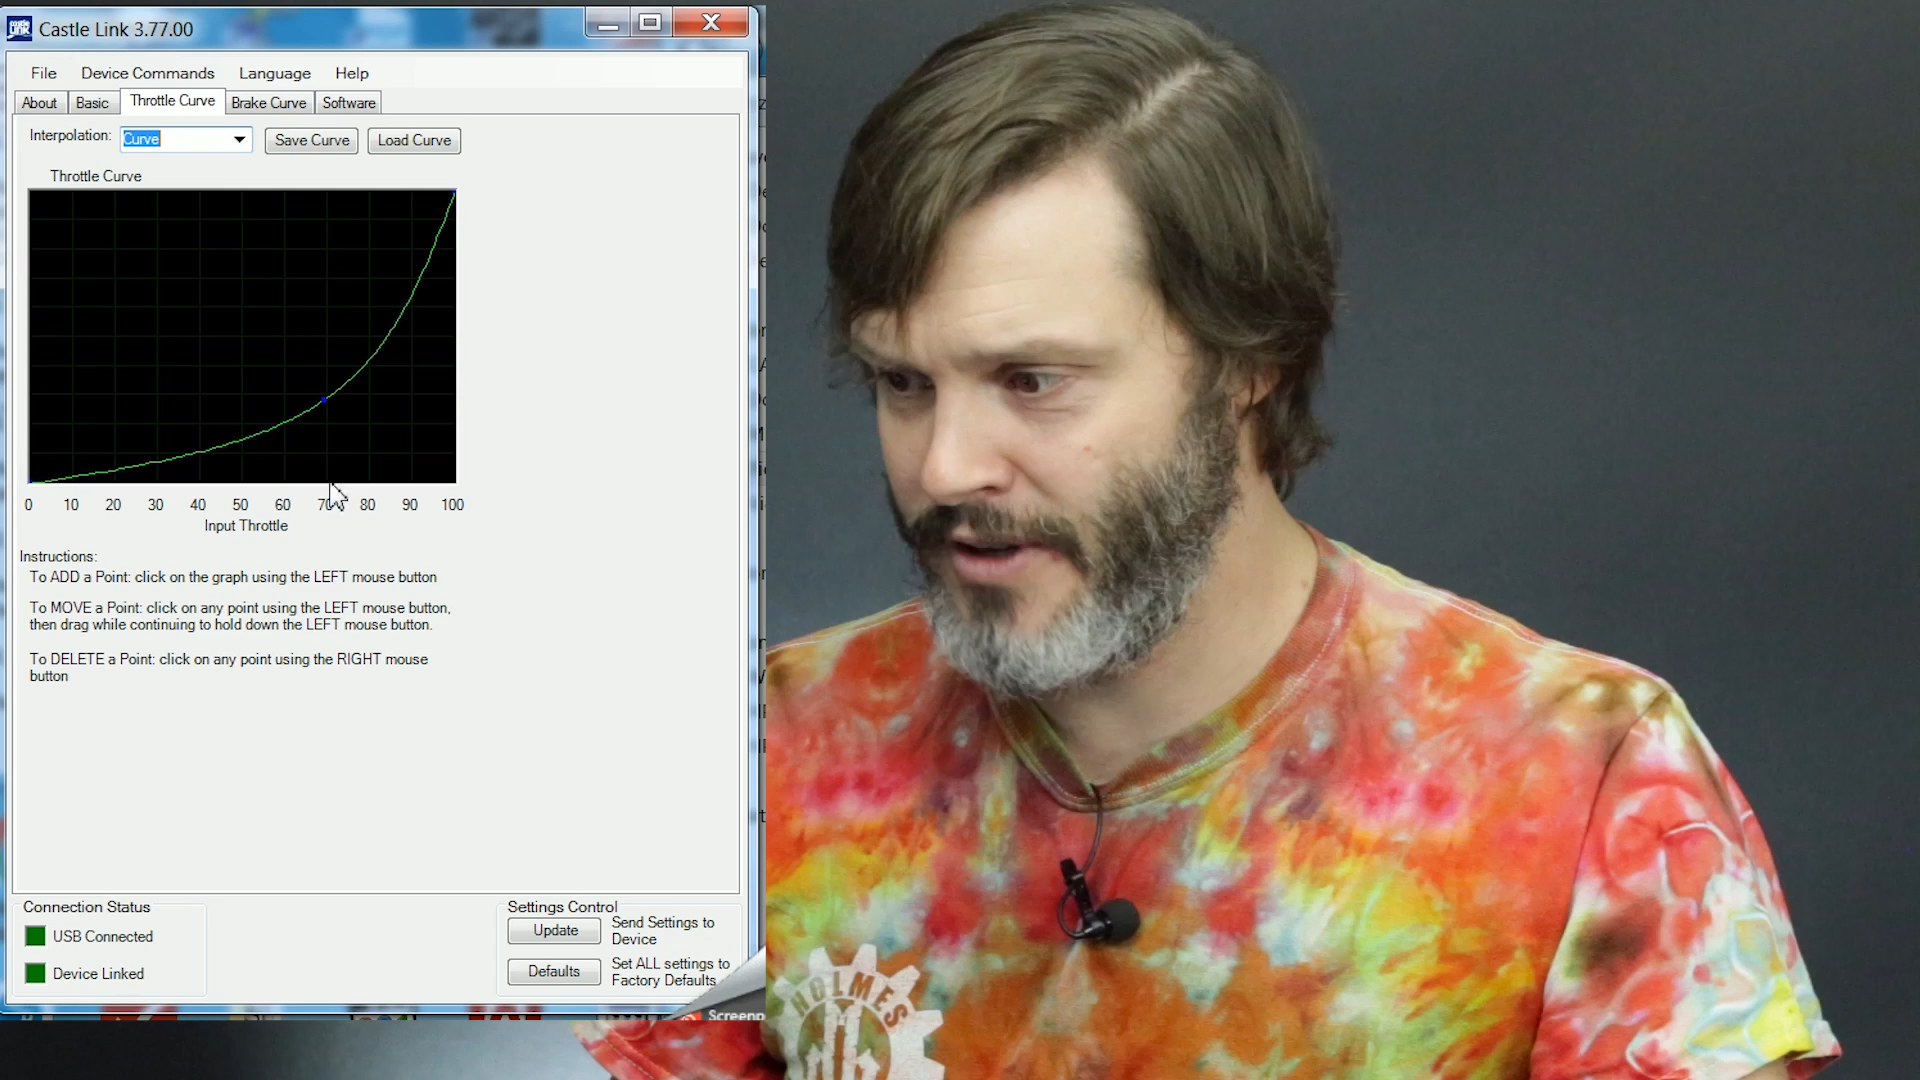 Castle Link 3.77.00
File Device Commands Language Help
About Basic Throttle Curve Brake Curve Software
Interpolation: Curve Save Curve Load Curve
Throttle Curve
0 10 20 30 40 50 60 70 80 90 100
Input Throttle
Instructions:
To ADD a Point: click on the graph using the LEFT mouse button
To MOVE a Point: click on any point using the LEFT mouse button,
then drag while continuing to hold down the LEFT mouse button.
To DELETE a Point: click on any point using the RIGHT mouse
button
Connection Status
USB Connected
Device Linked
Settings Control
Update Send Settings to
Device
Defaults Set ALL settings to
Factory Defaults
HOLMES